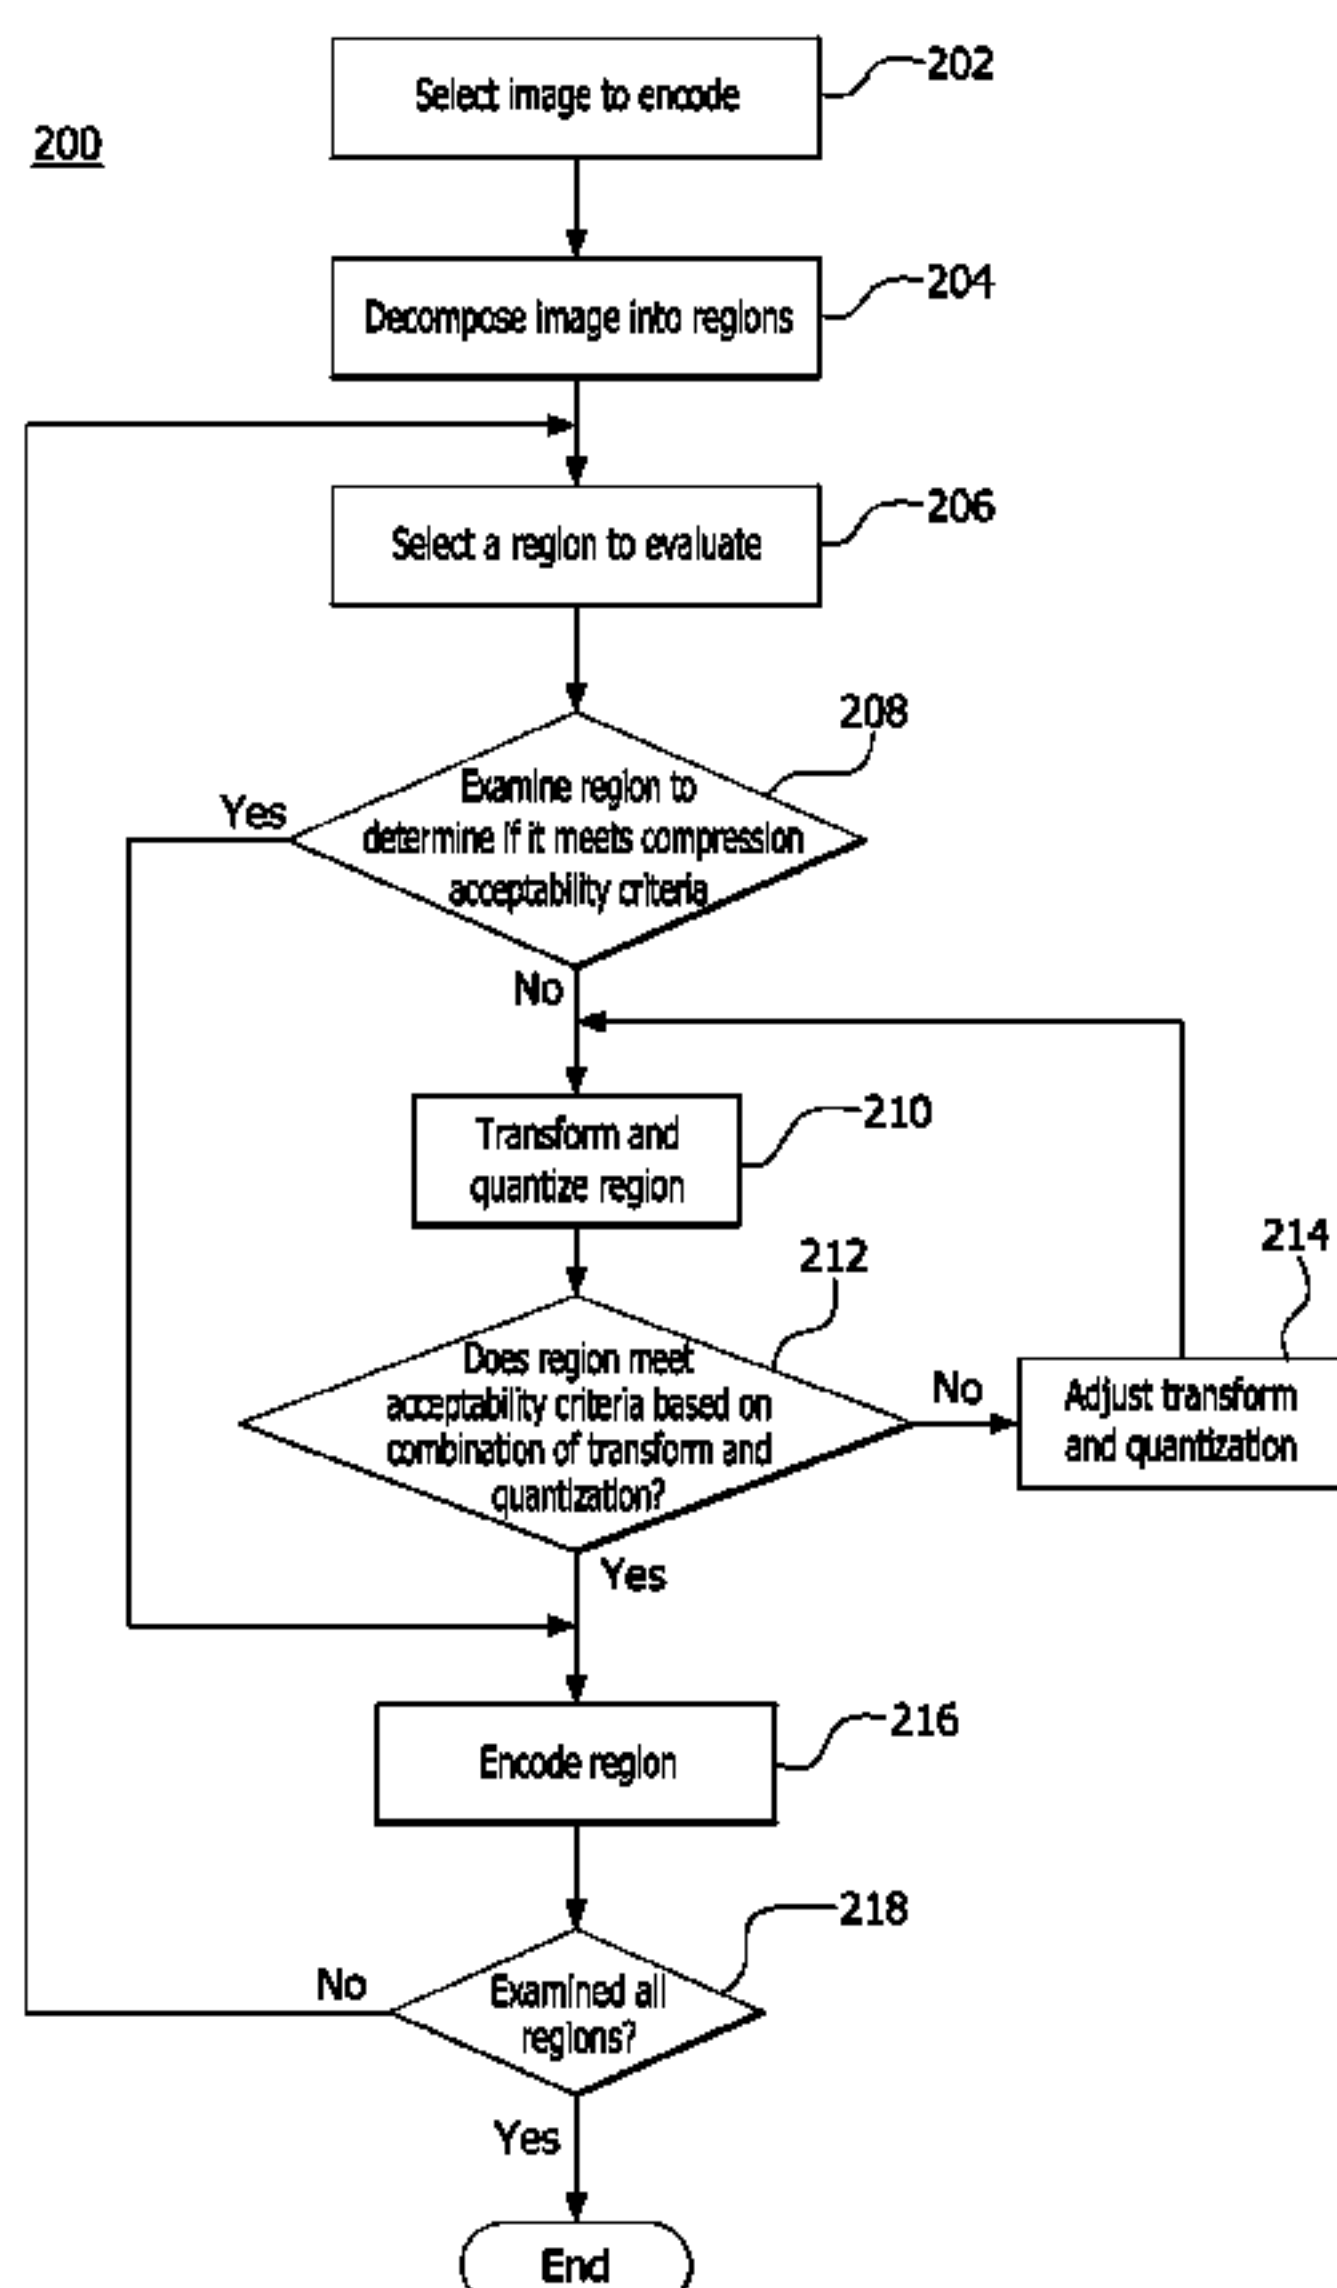 200
Select image to encode
202
Decompose image into regions
204
Select a region to evaluate
206
208
Examine region to
determine if it meets compression
acceptability criteria
Yes
No
Transform and
quantize region
210
212
Does region meet
acceptability criteria based on
combination of transform and
quantization?
No
214
Adjust transform
and quantization
Yes
Encode region
216
218
Examined all
regions?
No
Yes
End